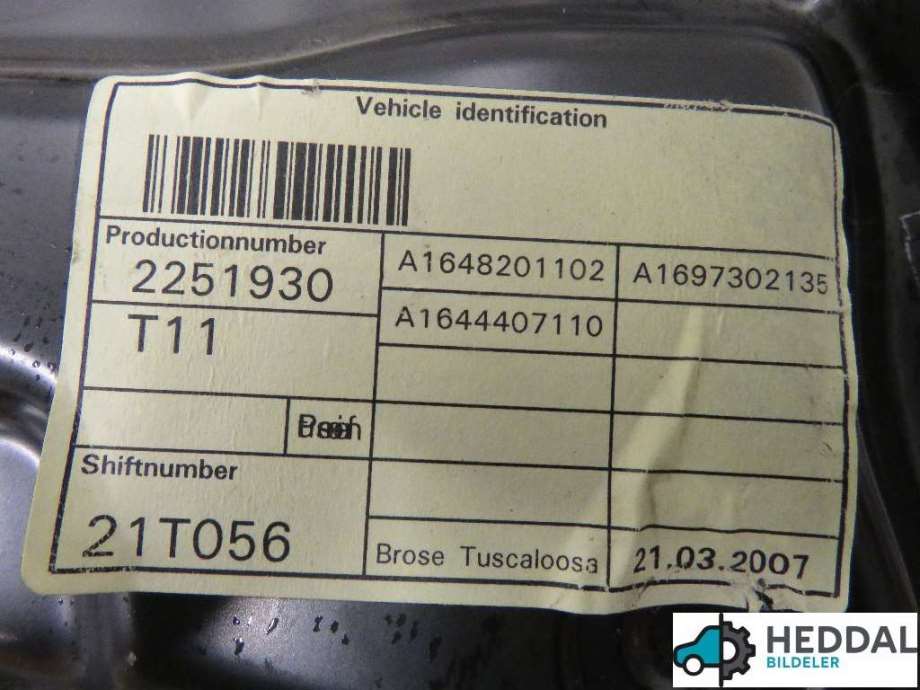 Vehicle identification
Productionnumber
2251930
A1648201102
A1697302135
T11
A1644407110
Shiftnumber
21T056
Brose Tuscaloosa
21.03.2007
HEDDAL
BILDELER